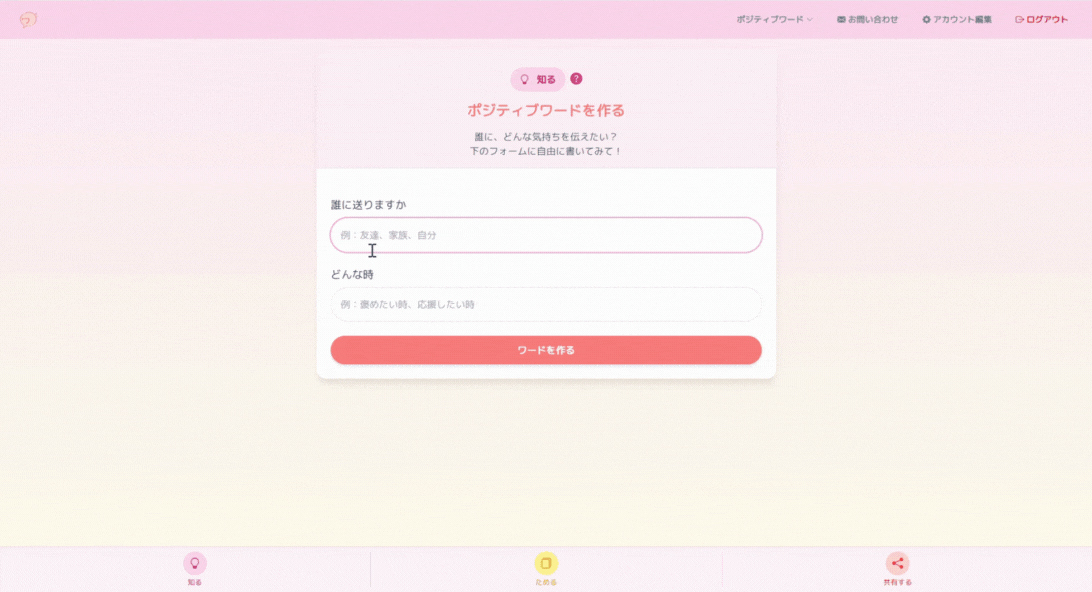 ポジティブワード
お問い合わせ
アカウント編集
ログアウト
知る ?
ポジティブワードを作る
誰に、どんな気持ちを伝えたい?
下のフォームに自由に書いてみて!
誰に送りますか
例:友達、家族、自分
どんな時
例:褒めたい時、応援したい時
ワードを作る
知る
ためる
共有する